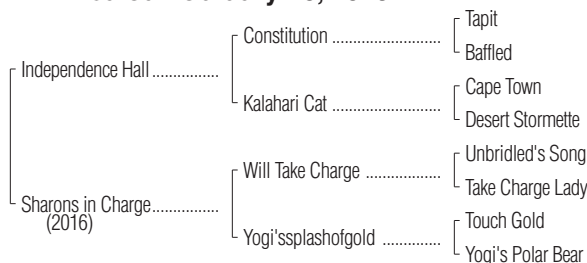 Tapit
Constitution ........................
Baffled
Independence Hall ...............
Cape Town
Kalahari Cat ........................
Desert Stormette
Unbridled's Song
Will Take Charge .................
Take Charge Lady
Sharons in Charge ...............
(2016)
Touch Gold
Yogi'ssplashofgold .............
Yogi's Polar Bear